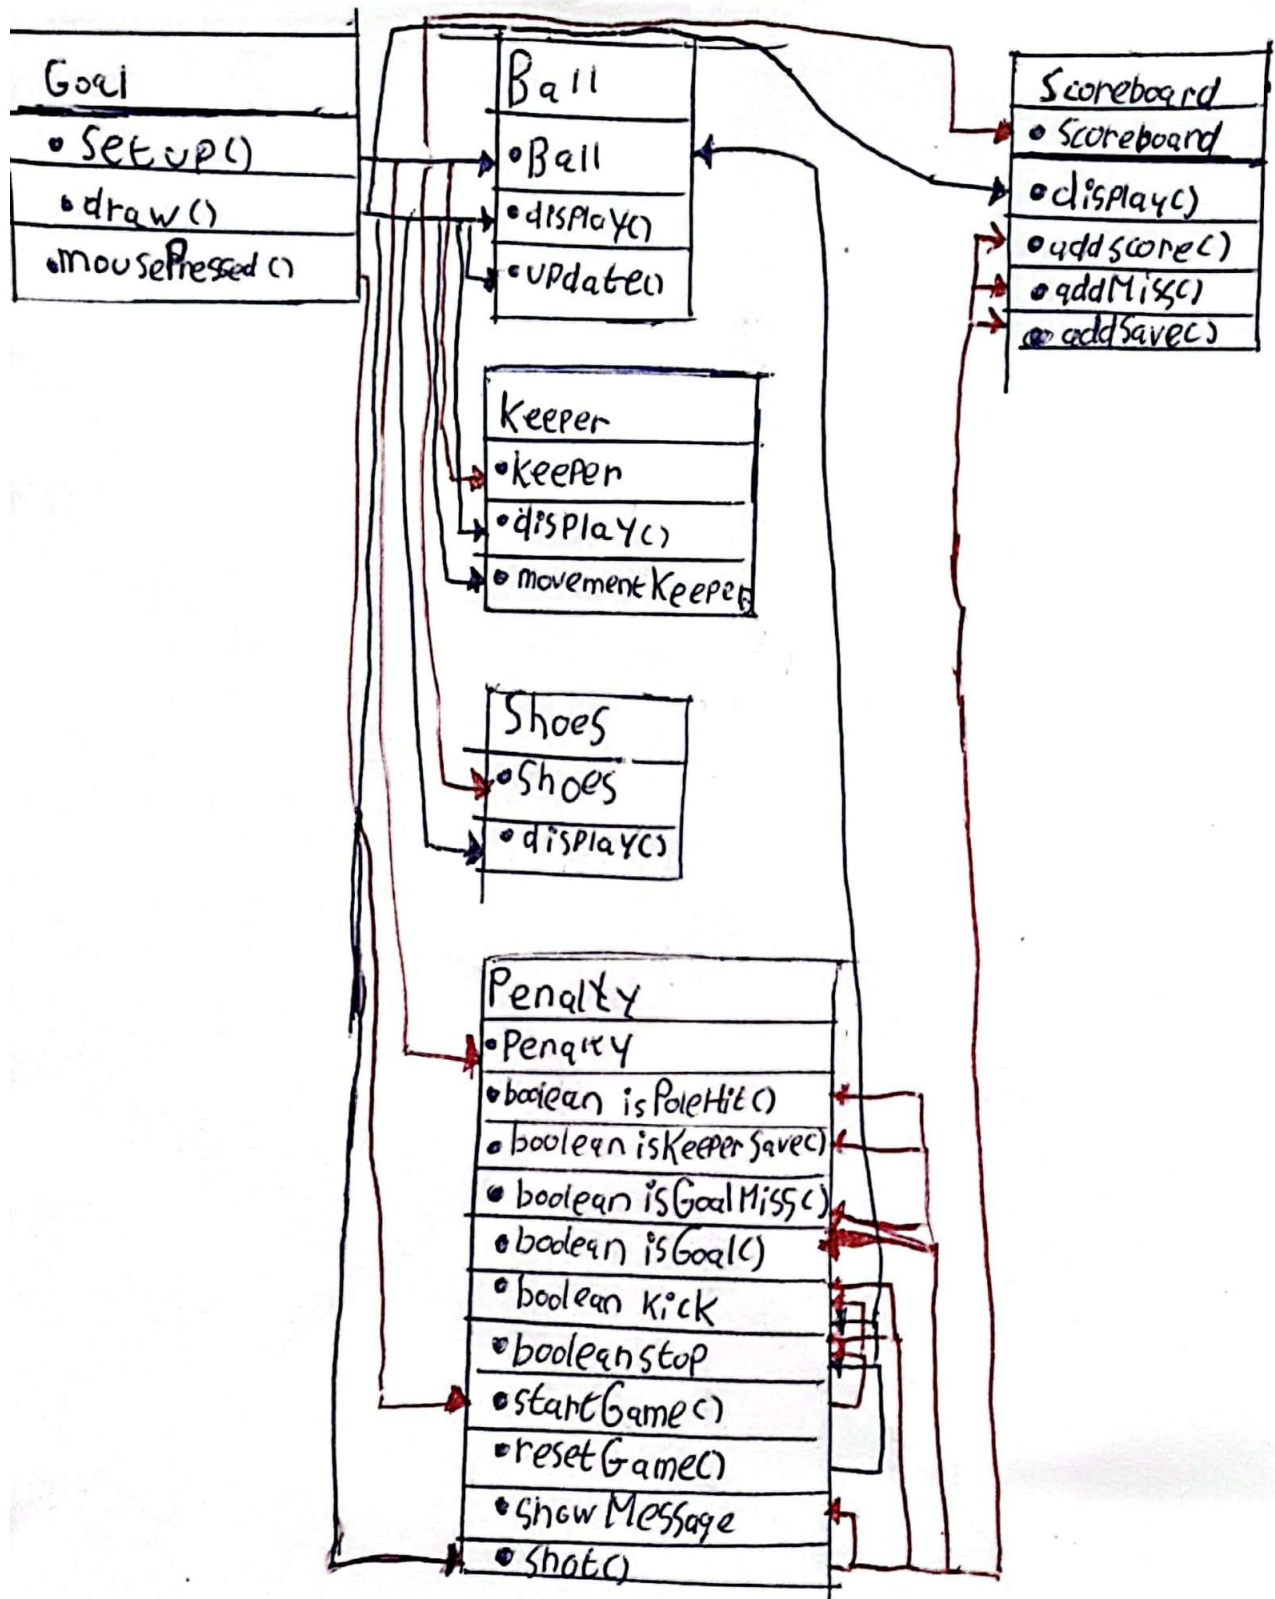 Goal
• setup()
• draw()
• mousePressed()
Ball
• Ball
• display()
• update()
Scoreboard
• Scoreboard
• display()
• addscore()
• addMiss()
• addSave()
Keeper
• keeper
• display()
• movementKeeper
Shoes
• Shoes
• display()
Penalty
• Penalty
• boolean isPoleHit()
• boolean isKeeperSave()
• boolean isGoalMiss()
• boolean isGoal()
• boolean kick
• boolean stop
• startGame()
• resetGame()
• showMessage
• shot()